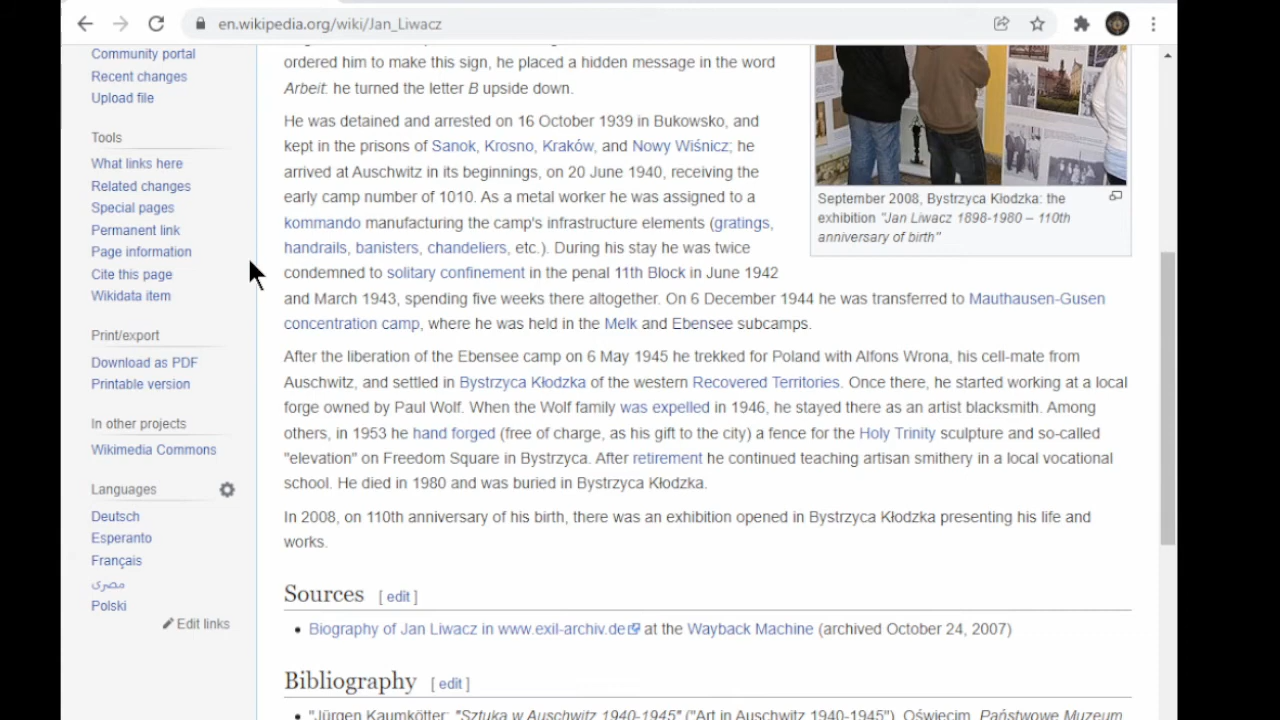 en.wikipedia.org/wiki/Jan_Liwacz
Community portal
Recent changes
Upload file
Tools
What links here
Related changes
Special pages
Permanent link
Page information
Cite this page
Wikidata item
Print/export
Download as PDF
Printable version
In other projects
Wikimedia Commons
Languages
Deutsch
Esperanto
Français
مصرى
Polski
Edit links
ordered him to make this sign, he placed a hidden message in the word
Arbeit: he turned the letter B upside down.
He was detained and arrested on 16 October 1939 in Bukowsko, and
kept in the prisons of Sanok, Krosno, Kraków, and Nowy Wiśnicz; he
arrived at Auschwitz in its beginnings, on 20 June 1940, receiving the
early camp number of 1010. As a metal worker he was assigned to a
kommando manufacturing the camp's infrastructure elements (gratings,
handrails, banisters, chandeliers, etc.). During his stay he was twice
condemned to solitary confinement in the penal 11th Block in June 1942
and March 1943, spending five weeks there altogether. On 6 December 1944 he was transferred to Mauthausen-Gusen
concentration camp, where he was held in the Melk and Ebensee subcamps.
September 2008, Bystrzyca Kłodzka: the
exhibition "Jan Liwacz 1898-1980 – 110th
anniversary of birth"
After the liberation of the Ebensee camp on 6 May 1945 he trekked for Poland with Alfons Wrona, his cell-mate from
Auschwitz, and settled in Bystrzyca Kłodzka of the western Recovered Territories. Once there, he started working at a local
forge owned by Paul Wolf. When the Wolf family was expelled in 1946, he stayed there as an artist blacksmith. Among
others, in 1953 he hand forged (free of charge, as his gift to the city) a fence for the Holy Trinity sculpture and so-called
"elevation" on Freedom Square in Bystrzyca. After retirement he continued teaching artisan smithery in a local vocational
school. He died in 1980 and was buried in Bystrzyca Kłodzka.
In 2008, on 110th anniversary of his birth, there was an exhibition opened in Bystrzyca Kłodzka presenting his life and
works.
Sources [ edit ]
• Biography of Jan Liwacz in www.exil-archiv.de at the Wayback Machine (archived October 24, 2007)
Bibliography [ edit ]
• "Jürgen Kaumkötter: "Sztuka w Auschwitz 1940-1945" ("Art in Auschwitz 1940-1945"), Oświęcim, Państwowe Muzeum